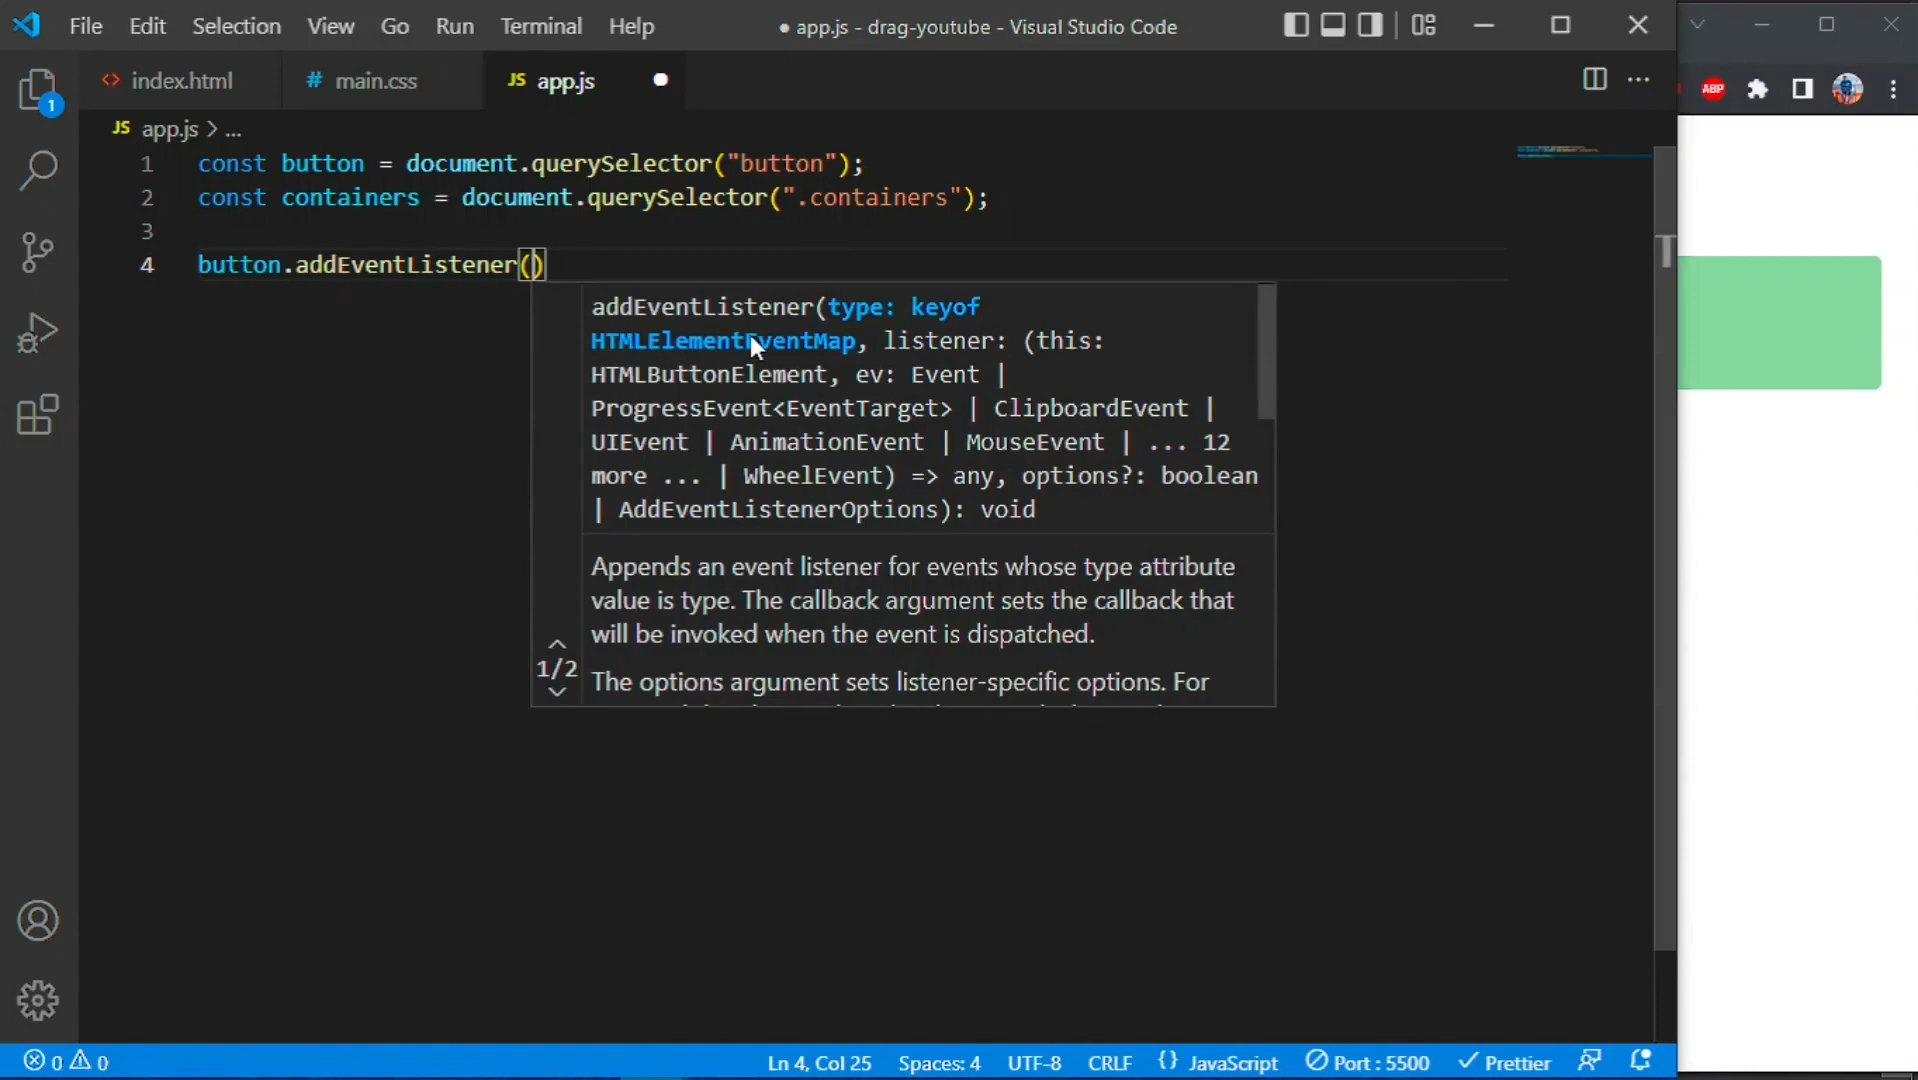 File Edit Selection View Go Run Terminal Help ● app.js - drag-youtube - Visual Studio Code
<> index.html # main.css JS app.js ●
ABP
1
JS app.js > ...
1 const button = document.querySelector("button");
2 const containers = document.querySelector(".containers");
3
4 button.addEventListener()
addEventListener(type: keyof
HTMLElementEventMap, listener: (this:
HTMLButtonElement, ev: Event |
ProgressEvent<EventTarget> | ClipboardEvent |
UIEvent | AnimationEvent | MouseEvent | ... 12
more ... | WheelEvent) => any, options?: boolean
| AddEventListenerOptions): void
Appends an event listener for events whose type attribute
value is type. The callback argument sets the callback that
will be invoked when the event is dispatched.
1/2
The options argument sets listener-specific options. For
0 0 Ln 4, Col 25 Spaces: 4 UTF-8 CRLF {} JavaScript Port : 5500 Prettier